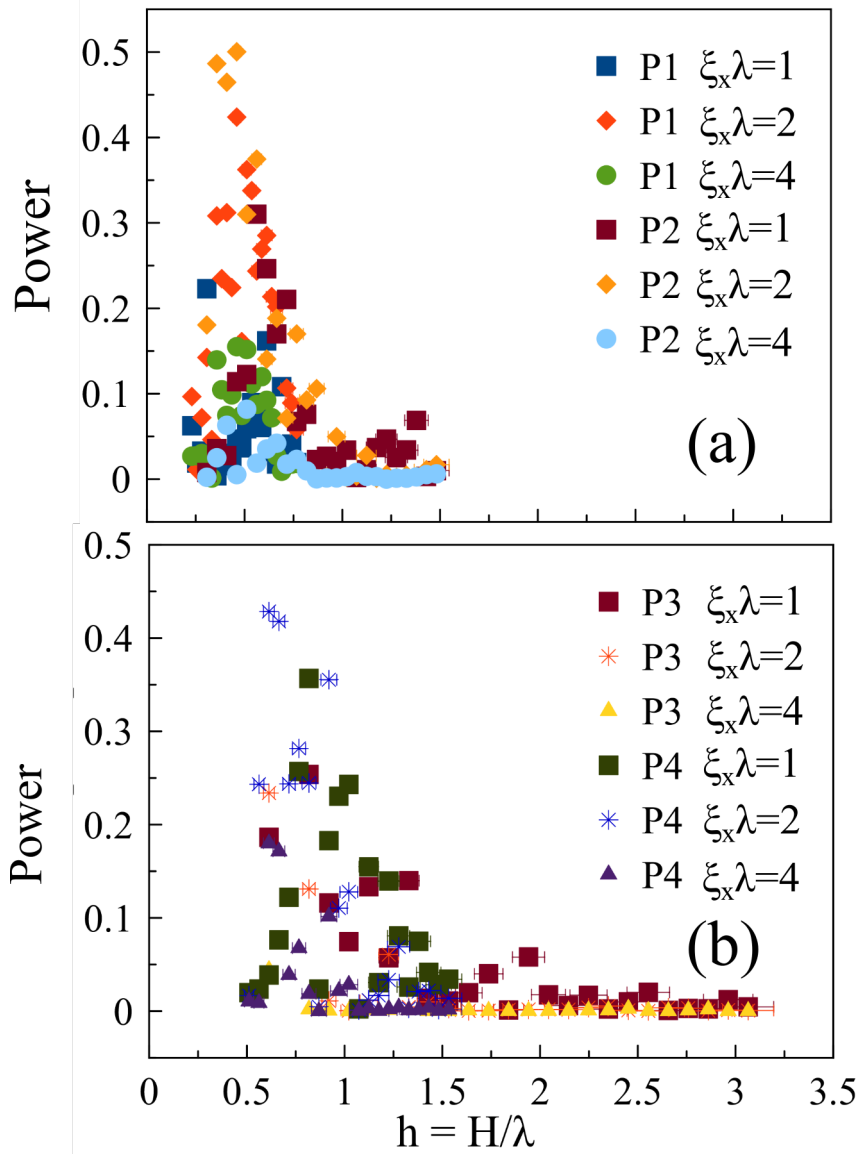 0.5
0.4
0.3
0.2
0.1
0
Power
P1 ξxλ=1
P1 ξxλ=2
P1 ξxλ=4
P2 ξxλ=1
P2 ξxλ=2
P2 ξxλ=4
(a)
0.5
0.4
0.3
0.2
0.1
0
Power
P3 ξxλ=1
P3 ξxλ=2
P3 ξxλ=4
P4 ξxλ=1
P4 ξxλ=2
P4 ξxλ=4
(b)
0 0.5 1 1.5 2 2.5 3 3.5
h = H/λ